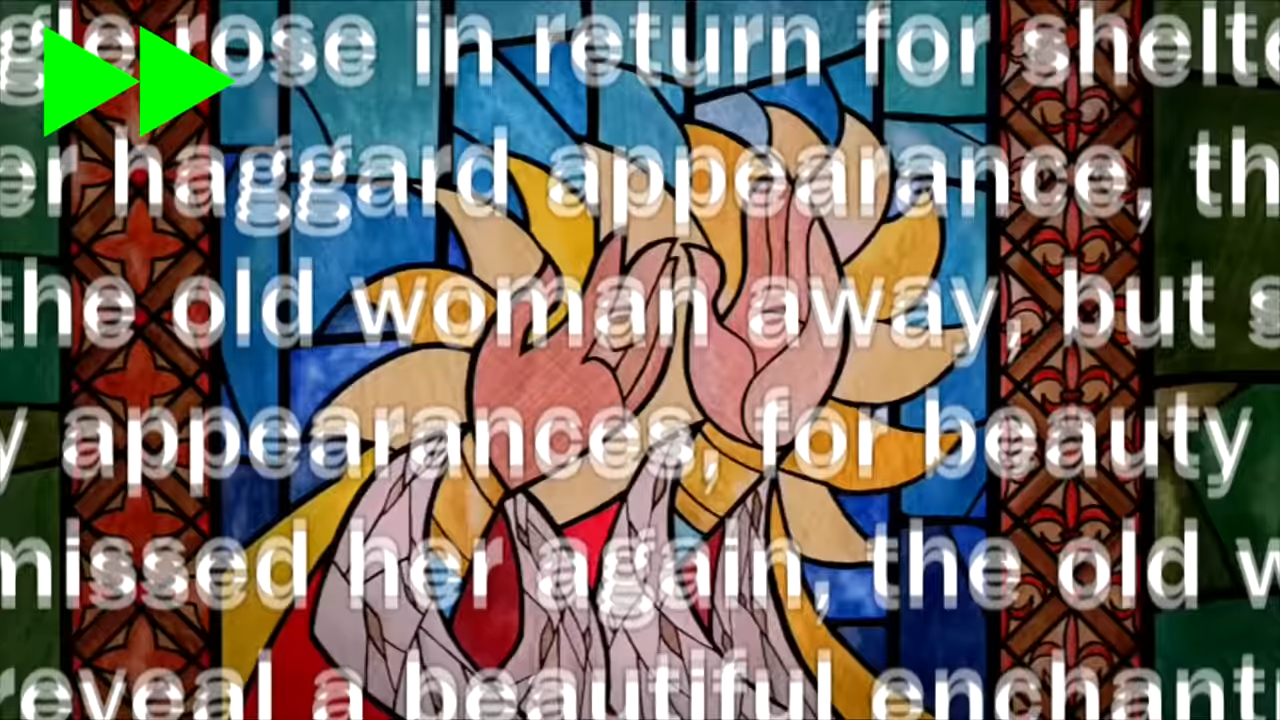 gle rose in return for shelte
er haggard appearance, th
the old woman away, but s
y appearances, for beauty
missed her again, the old w
reveal a beautiful enchant